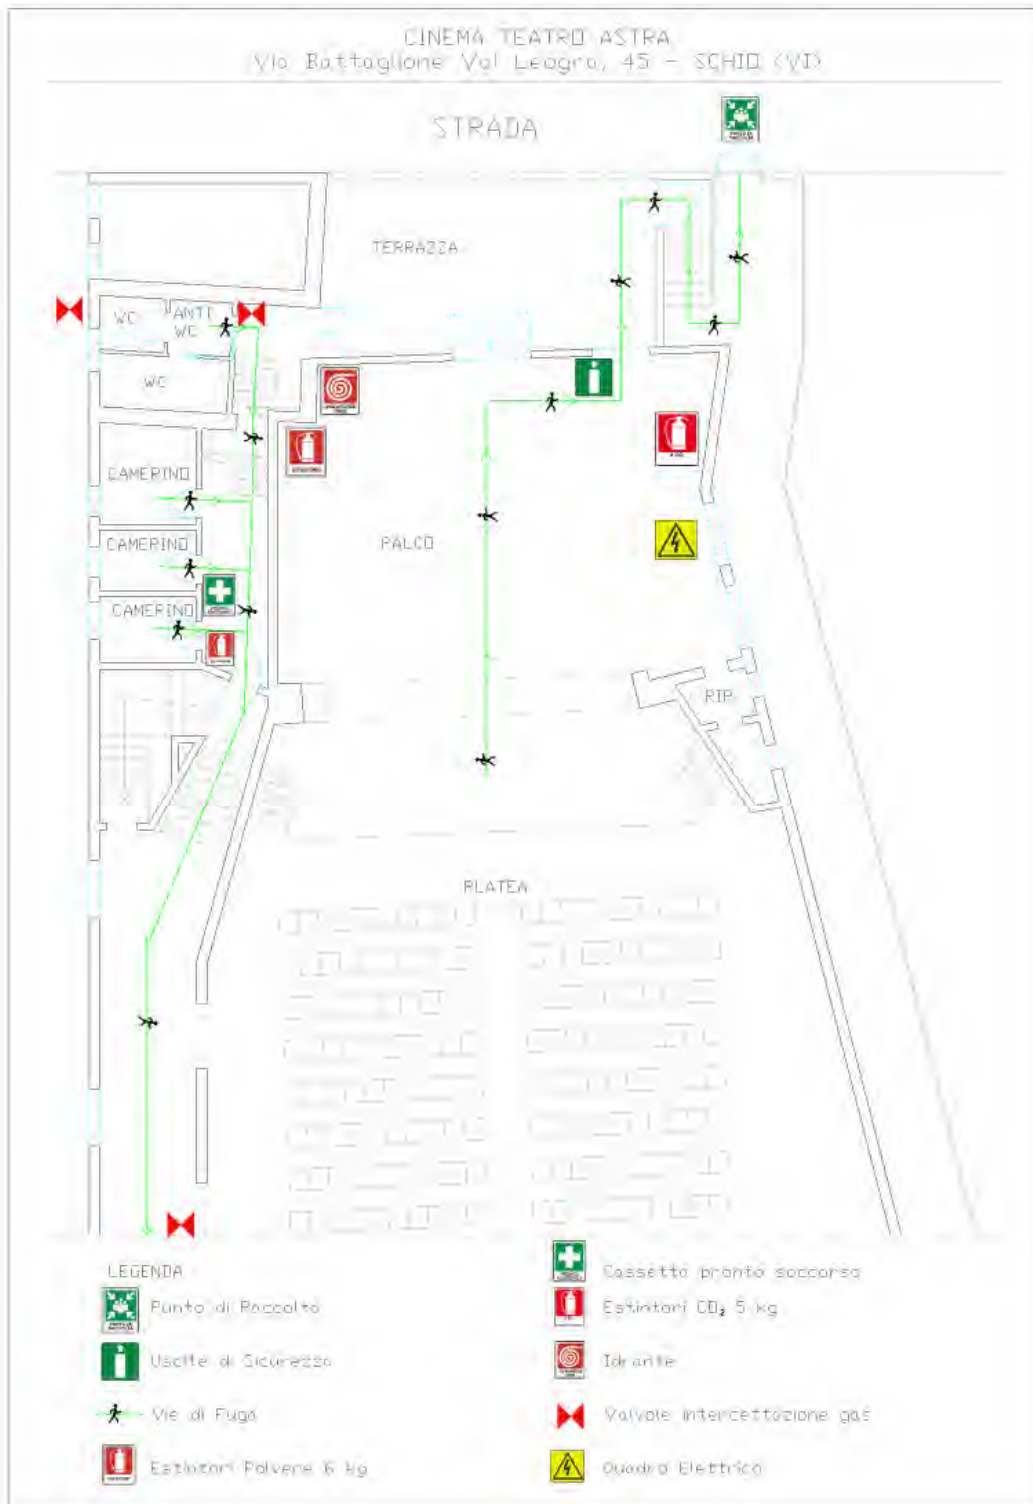 CINEMA TEATRO ASTRA
Via Battaglione Val Leogra, 45 - SCHIO (VI)
STRADA
TERRAZZA
WC
ANTI
WC
WC
CAMERINO
PALCO
CAMERINO
CAMERINO
RIP.
PLATEA
LEGENDA
Punto di Raccolta
Uscite di Sicurezza
Vie di Fuga
Estintori Polvere 6 kg
Cassetta pronto soccorso
Estintori CO₂ 5 kg
Idrante
Valvole intercettazione gas
Quadro Elettrico